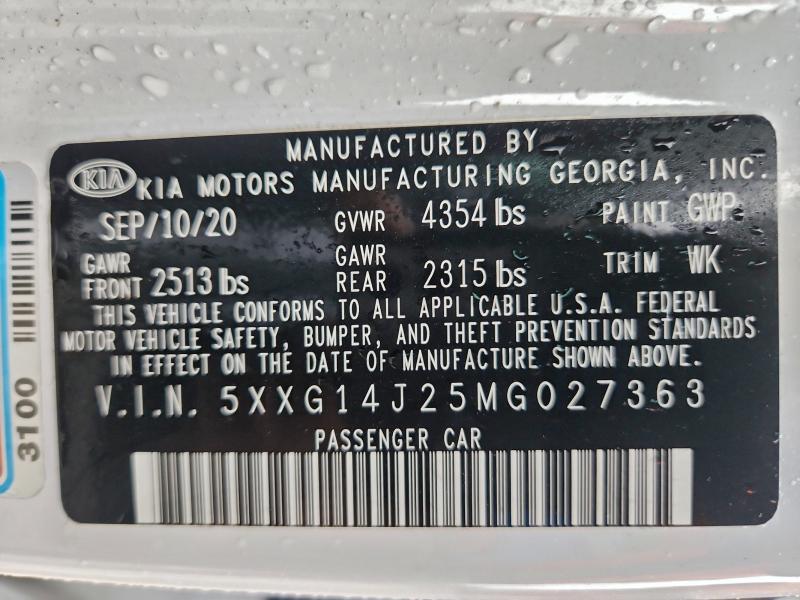 MANUFACTURED BY
KIA KIA MOTORS MANUFACTURING GEORGIA, INC.
SEP/10/20 GVWR 4354 lbs PAINT GWP
GAWR FRONT 2513 lbs GAWR REAR 2315 lbs TRIM WK
THIS VEHICLE CONFORMS TO ALL APPLICABLE U.S.A. FEDERAL
MOTOR VEHICLE SAFETY, BUMPER, AND THEFT PREVENTION STANDARDS
IN EFFECT ON THE DATE OF MANUFACTURE SHOWN ABOVE.
V.I.N. 5XXG14J25MG027363
PASSENGER CAR
3100